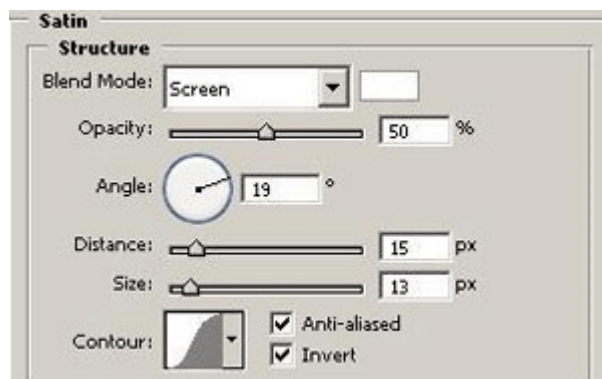 Satin
Structure
Blend Mode: Screen
Opacity: 50 %
Angle: 19 °
Distance: 15 px
Size: 13 px
Contour: Anti-aliased
Invert